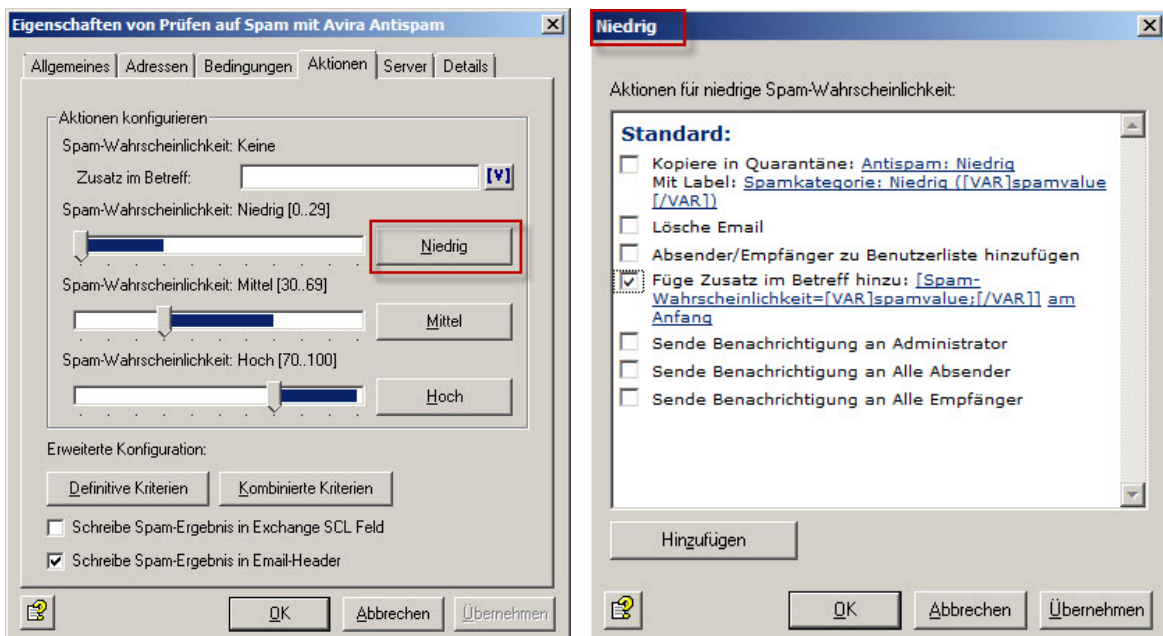 Eigenschaften von Prüfen auf Spam mit Avira Antispam
Allgemeines Adressen Bedingungen Aktionen Server Details
Aktionen konfigurieren
Spam-Wahrscheinlichkeit: Keine
Zusatz im Betreff: [V]
Spam-Wahrscheinlichkeit: Niedrig [0..29]
Niedrig
Spam-Wahrscheinlichkeit: Mittel [30..69]
Mittel
Spam-Wahrscheinlichkeit: Hoch [70..100]
Hoch
Erweiterte Konfiguration:
Definitive Kriterien Kombinierte Kriterien
Schreibe Spam-Ergebnis in Exchange SCL Feld
Schreibe Spam-Ergebnis in Email-Header
OK Abbrechen Übernehmen
Niedrig
Aktionen für niedrige Spam-Wahrscheinlichkeit:
Standard:
Kopiere in Quarantäne: Antispam: Niedrig
Mit Label: Spamkategorie: Niedrig ([VAR]spamvalue
[/VAR])
Lösche Email
Absender/Empfänger zu Benutzerliste hinzufügen
Füge Zusatz im Betreff hinzu: [Spam-
Wahrscheinlichkeit=[VAR]spamvalue;[/VAR]] am
Anfang
Sende Benachrichtigung an Administrator
Sende Benachrichtigung an Alle Absender
Sende Benachrichtigung an Alle Empfänger
Hinzufügen
OK Abbrechen Übernehmen